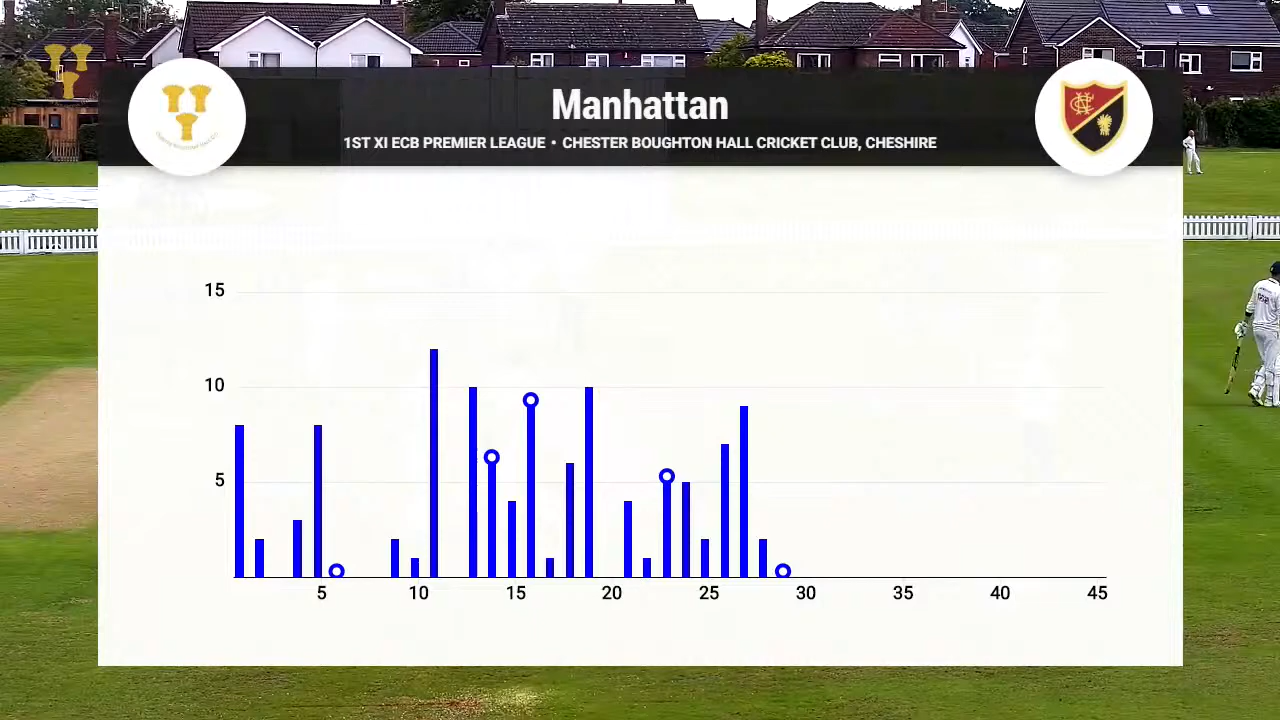 Manhattan
1ST XI ECB PREMIER LEAGUE • CHESTER BOUGHTON HALL CRICKET CLUB, CHESHIRE
15
10
5
5 10 15 20 25 30 35 40 45